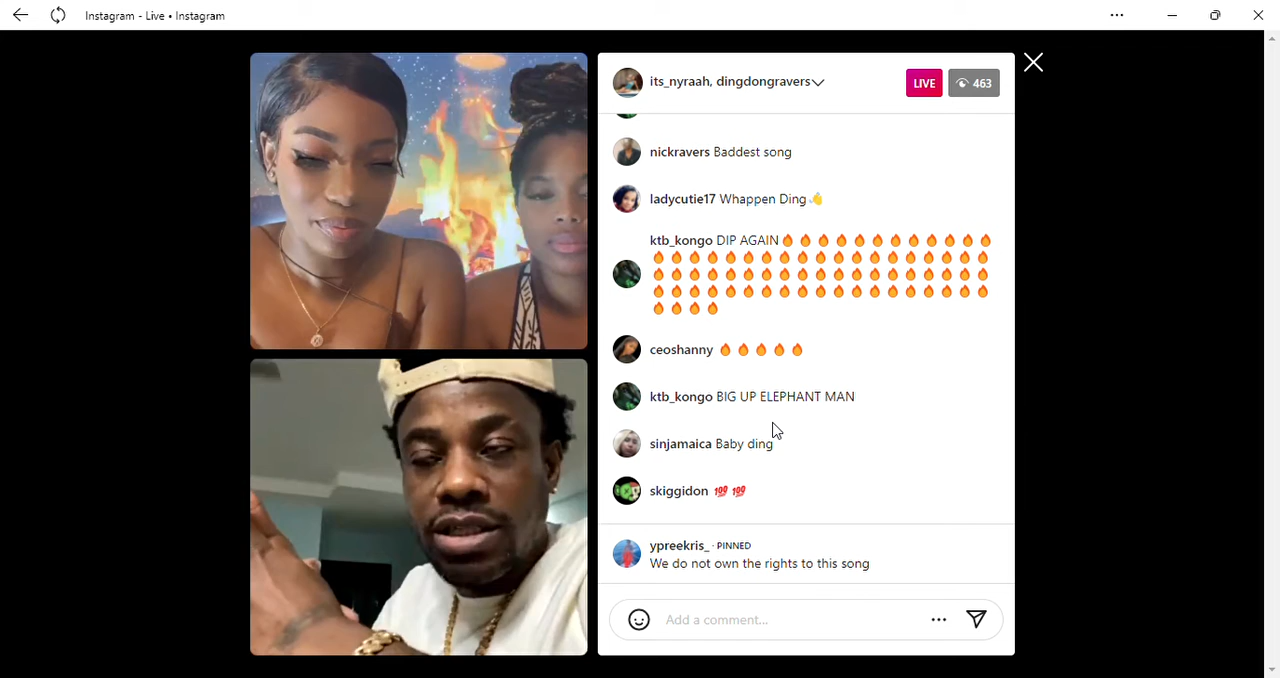 Instagram - Live • Instagram
its_nyraah, dingdongravers
LIVE
463
nickravers Baddest song
ladycutie17 Whappen Ding👋
ktb_kongo DIP AGAIN🔥🔥🔥🔥🔥🔥🔥🔥🔥🔥🔥🔥
🔥🔥🔥🔥🔥🔥🔥🔥🔥🔥🔥🔥🔥🔥🔥🔥🔥🔥🔥
🔥🔥🔥🔥🔥🔥🔥🔥🔥🔥🔥🔥🔥🔥🔥🔥🔥🔥🔥
🔥🔥🔥🔥🔥🔥🔥🔥🔥🔥🔥🔥🔥🔥🔥🔥🔥🔥🔥
🔥🔥🔥🔥
ceoshanny 🔥🔥🔥🔥🔥
ktb_kongo BIG UP ELEPHANT MAN
sinjamaica Baby ding
skiggidon 💯💯
ypreekris_ · PINNED
We do not own the rights to this song
Add a comment...